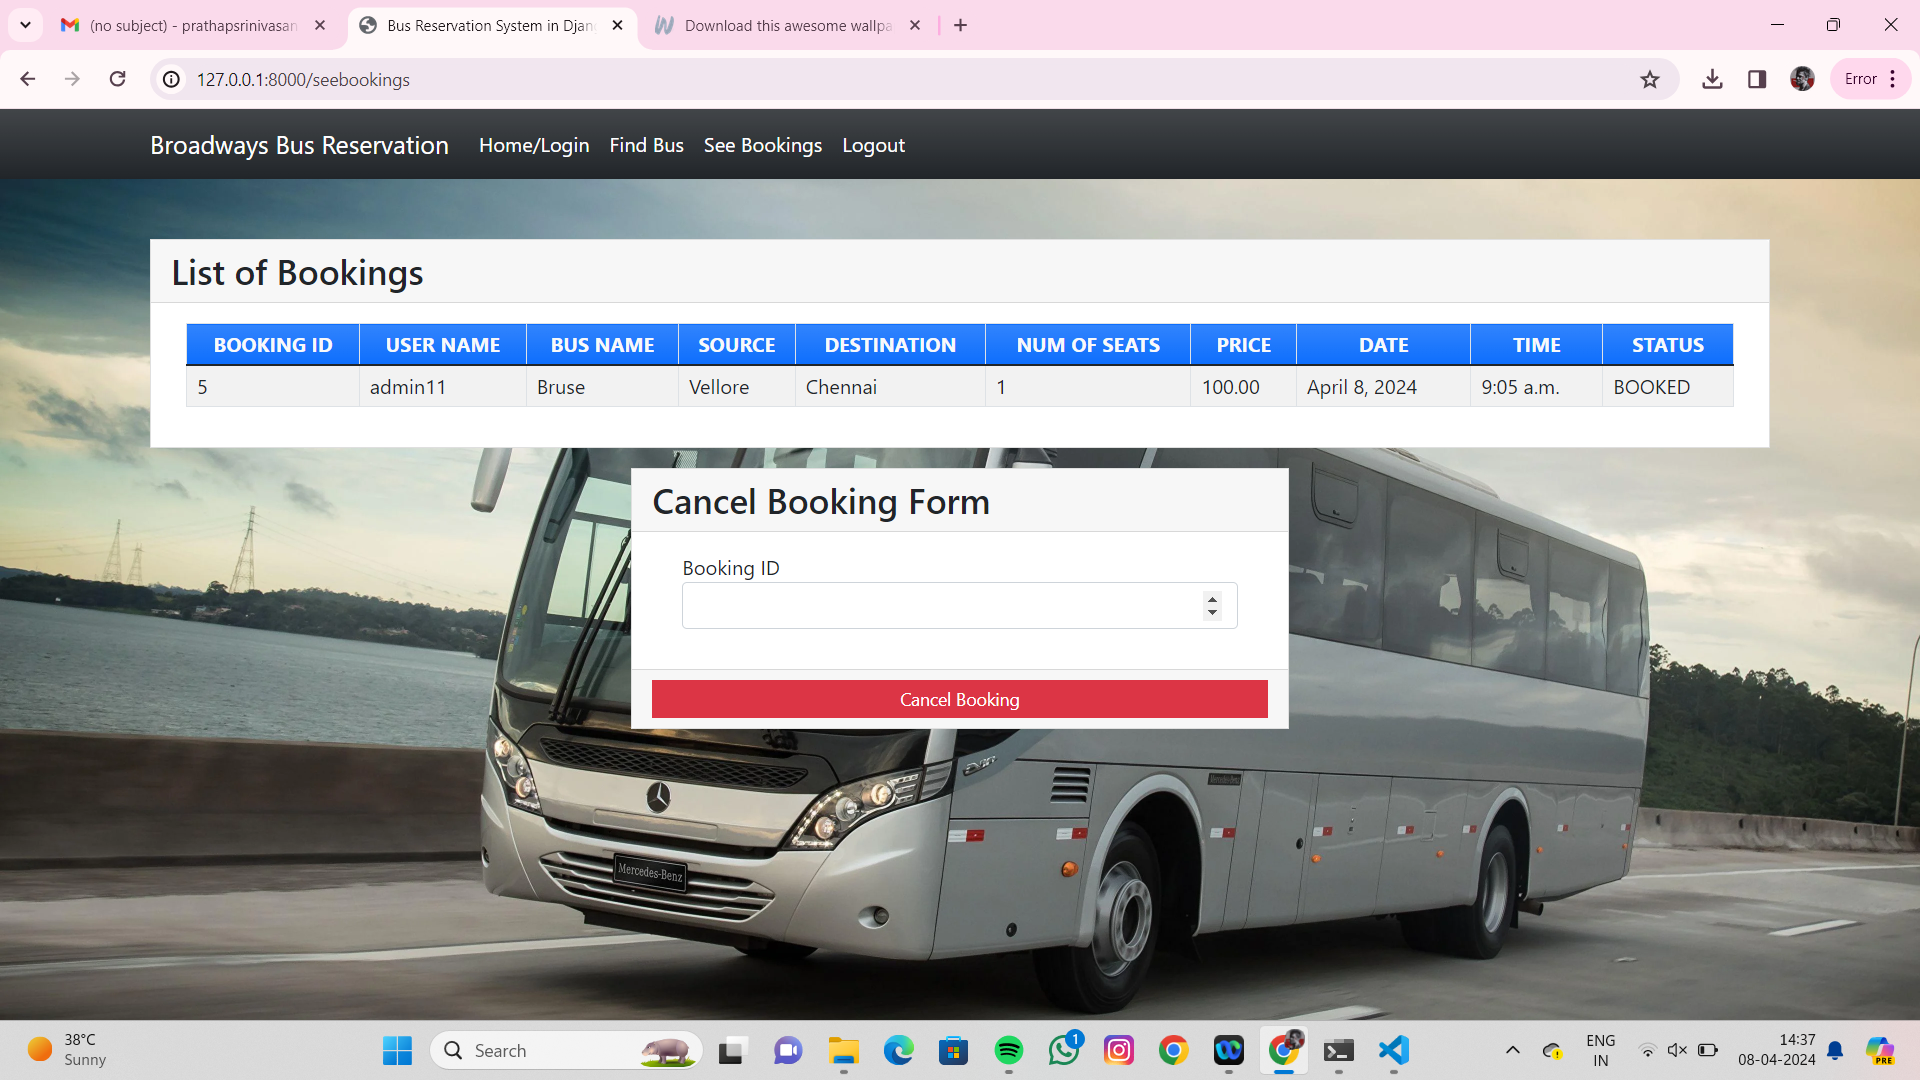 (no subject) - prathapsrinivasan
Bus Reservation System in Djan
Download this awesome wallpa
127.0.0.1:8000/seebookings
Error
Broadways Bus Reservation Home/Login Find Bus See Bookings Logout
List of Bookings
BOOKING ID USER NAME BUS NAME SOURCE DESTINATION NUM OF SEATS PRICE DATE TIME STATUS
5 admin11 Bruse Vellore Chennai 1 100.00 April 8, 2024 9:05 a.m. BOOKED
Cancel Booking Form
Booking ID
Cancel Booking
Mercedes-Benz
Mercedes-Benz
38°C
Sunny
Search
1
ENG
IN
14:37
08-04-2024
PRE